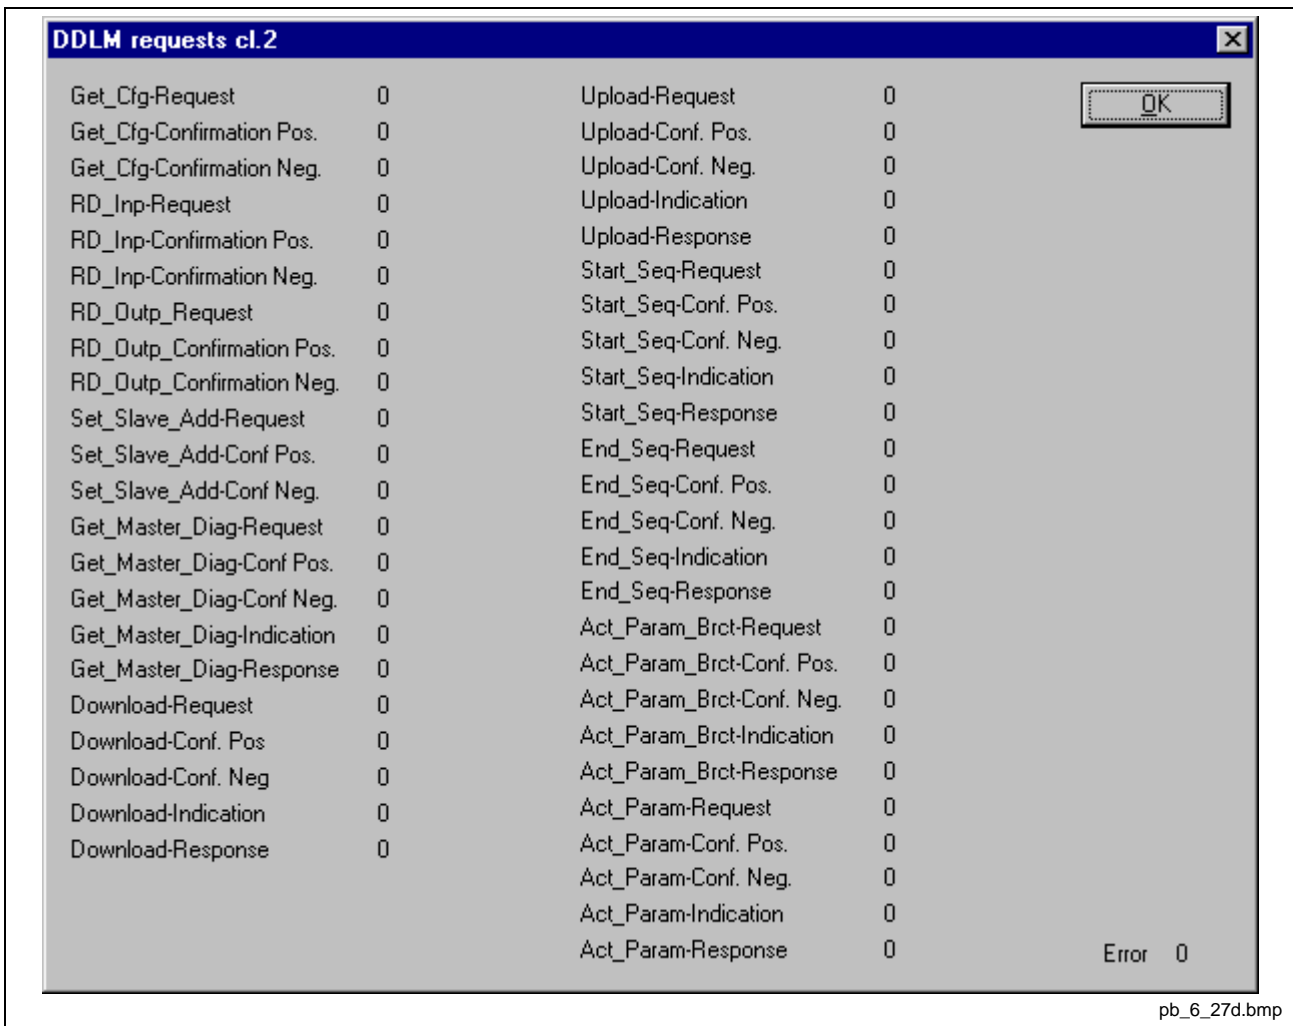 DDLM requests cl.2
Get_Cfg-Request 0
Get_Cfg-Confirmation Pos. 0
Get_Cfg-Confirmation Neg. 0
RD_Inp-Request 0
RD_Inp-Confirmation Pos. 0
RD_Inp-Confirmation Neg. 0
RD_Outp_Request 0
RD_Outp_Confirmation Pos. 0
RD_Outp_Confirmation Neg. 0
Set_Slave_Add-Request 0
Set_Slave_Add-Conf Pos. 0
Set_Slave_Add-Conf Neg. 0
Get_Master_Diag-Request 0
Get_Master_Diag-Conf Pos. 0
Get_Master_Diag-Conf Neg. 0
Get_Master_Diag-Indication 0
Get_Master_Diag-Response 0
Download-Request 0
Download-Conf. Pos 0
Download-Conf. Neg 0
Download-Indication 0
Download-Response 0
Upload-Request 0
Upload-Conf. Pos. 0
Upload-Conf. Neg. 0
Upload-Indication 0
Upload-Response 0
Start_Seq-Request 0
Start_Seq-Conf. Pos. 0
Start_Seq-Conf. Neg. 0
Start_Seq-Indication 0
Start_Seq-Response 0
End_Seq-Request 0
End_Seq-Conf. Pos. 0
End_Seq-Conf. Neg. 0
End_Seq-Indication 0
End_Seq-Response 0
Act_Param_Brct-Request 0
Act_Param_Brct-Conf. Pos. 0
Act_Param_Brct-Conf. Neg. 0
Act_Param_Brct-Indication 0
Act_Param_Brct-Response 0
Act_Param-Request 0
Act_Param-Conf. Pos. 0
Act_Param-Conf. Neg. 0
Act_Param-Indication 0
Act_Param-Response 0
OK
Error 0
pb_6_27d.bmp